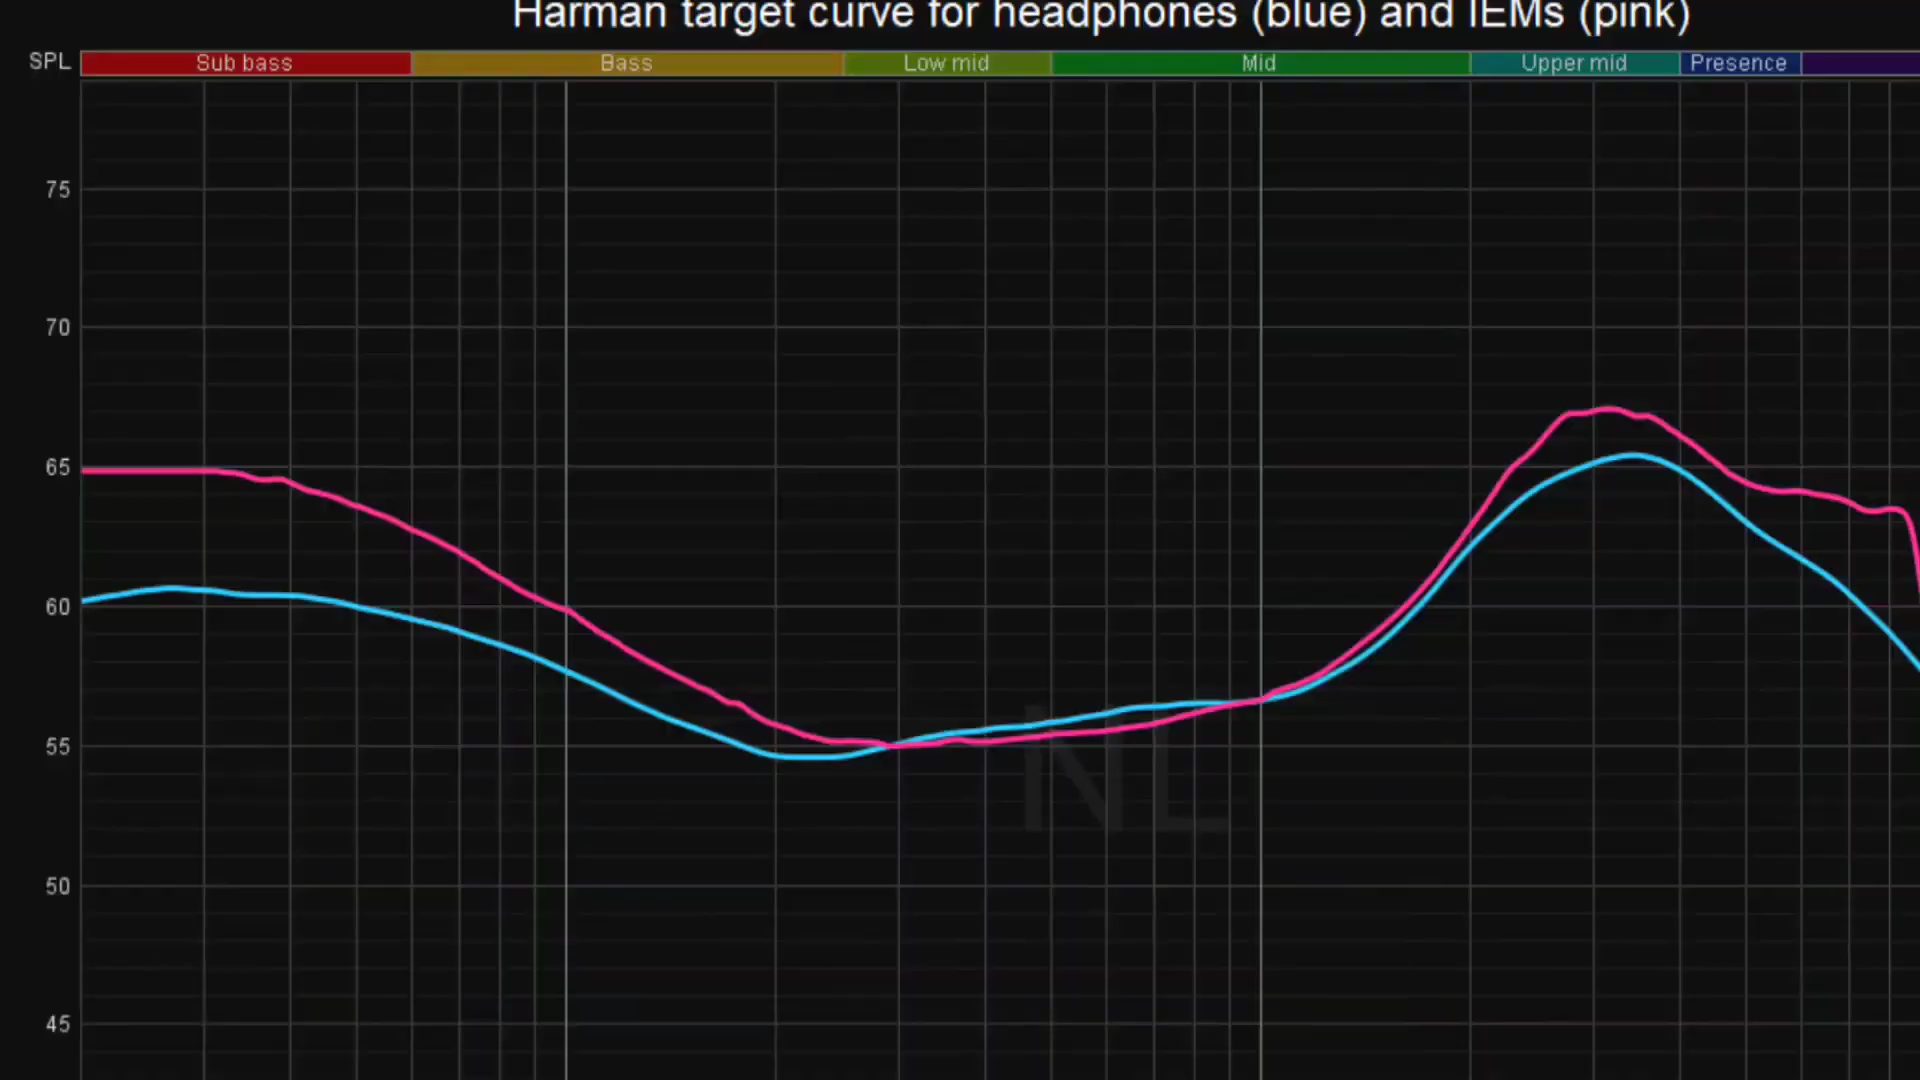 Harman target curve for headphones (blue) and IEMs (pink)
SPL Sub bass Bass Low mid Mid Upper mid Presence
75
70
65
60
55
NL
50
45